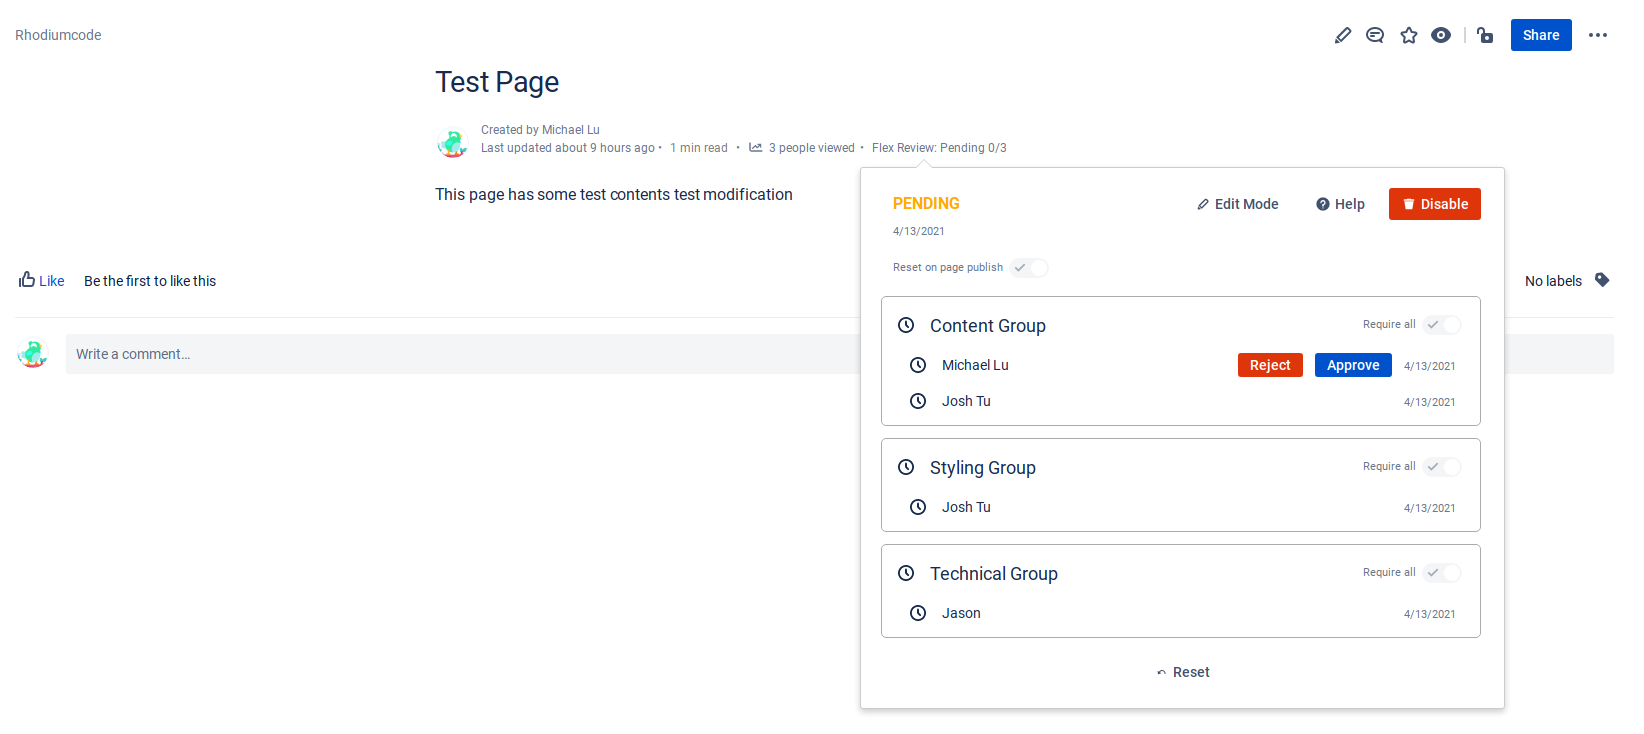 Rhodiumcode
Share
Test Page
Created by Michael Lu
Last updated about 9 hours ago • 1 min read • 3 people viewed • Flex Review: Pending 0/3
This page has some test contents test modification
PENDING
Edit Mode
Help
Disable
4/13/2021
Reset on page publish
Like
Be the first to like this
No labels
Write a comment...
Content Group
Require all
Michael Lu
Reject
Approve
4/13/2021
Josh Tu
4/13/2021
Styling Group
Require all
Josh Tu
4/13/2021
Technical Group
Require all
Jason
4/13/2021
Reset